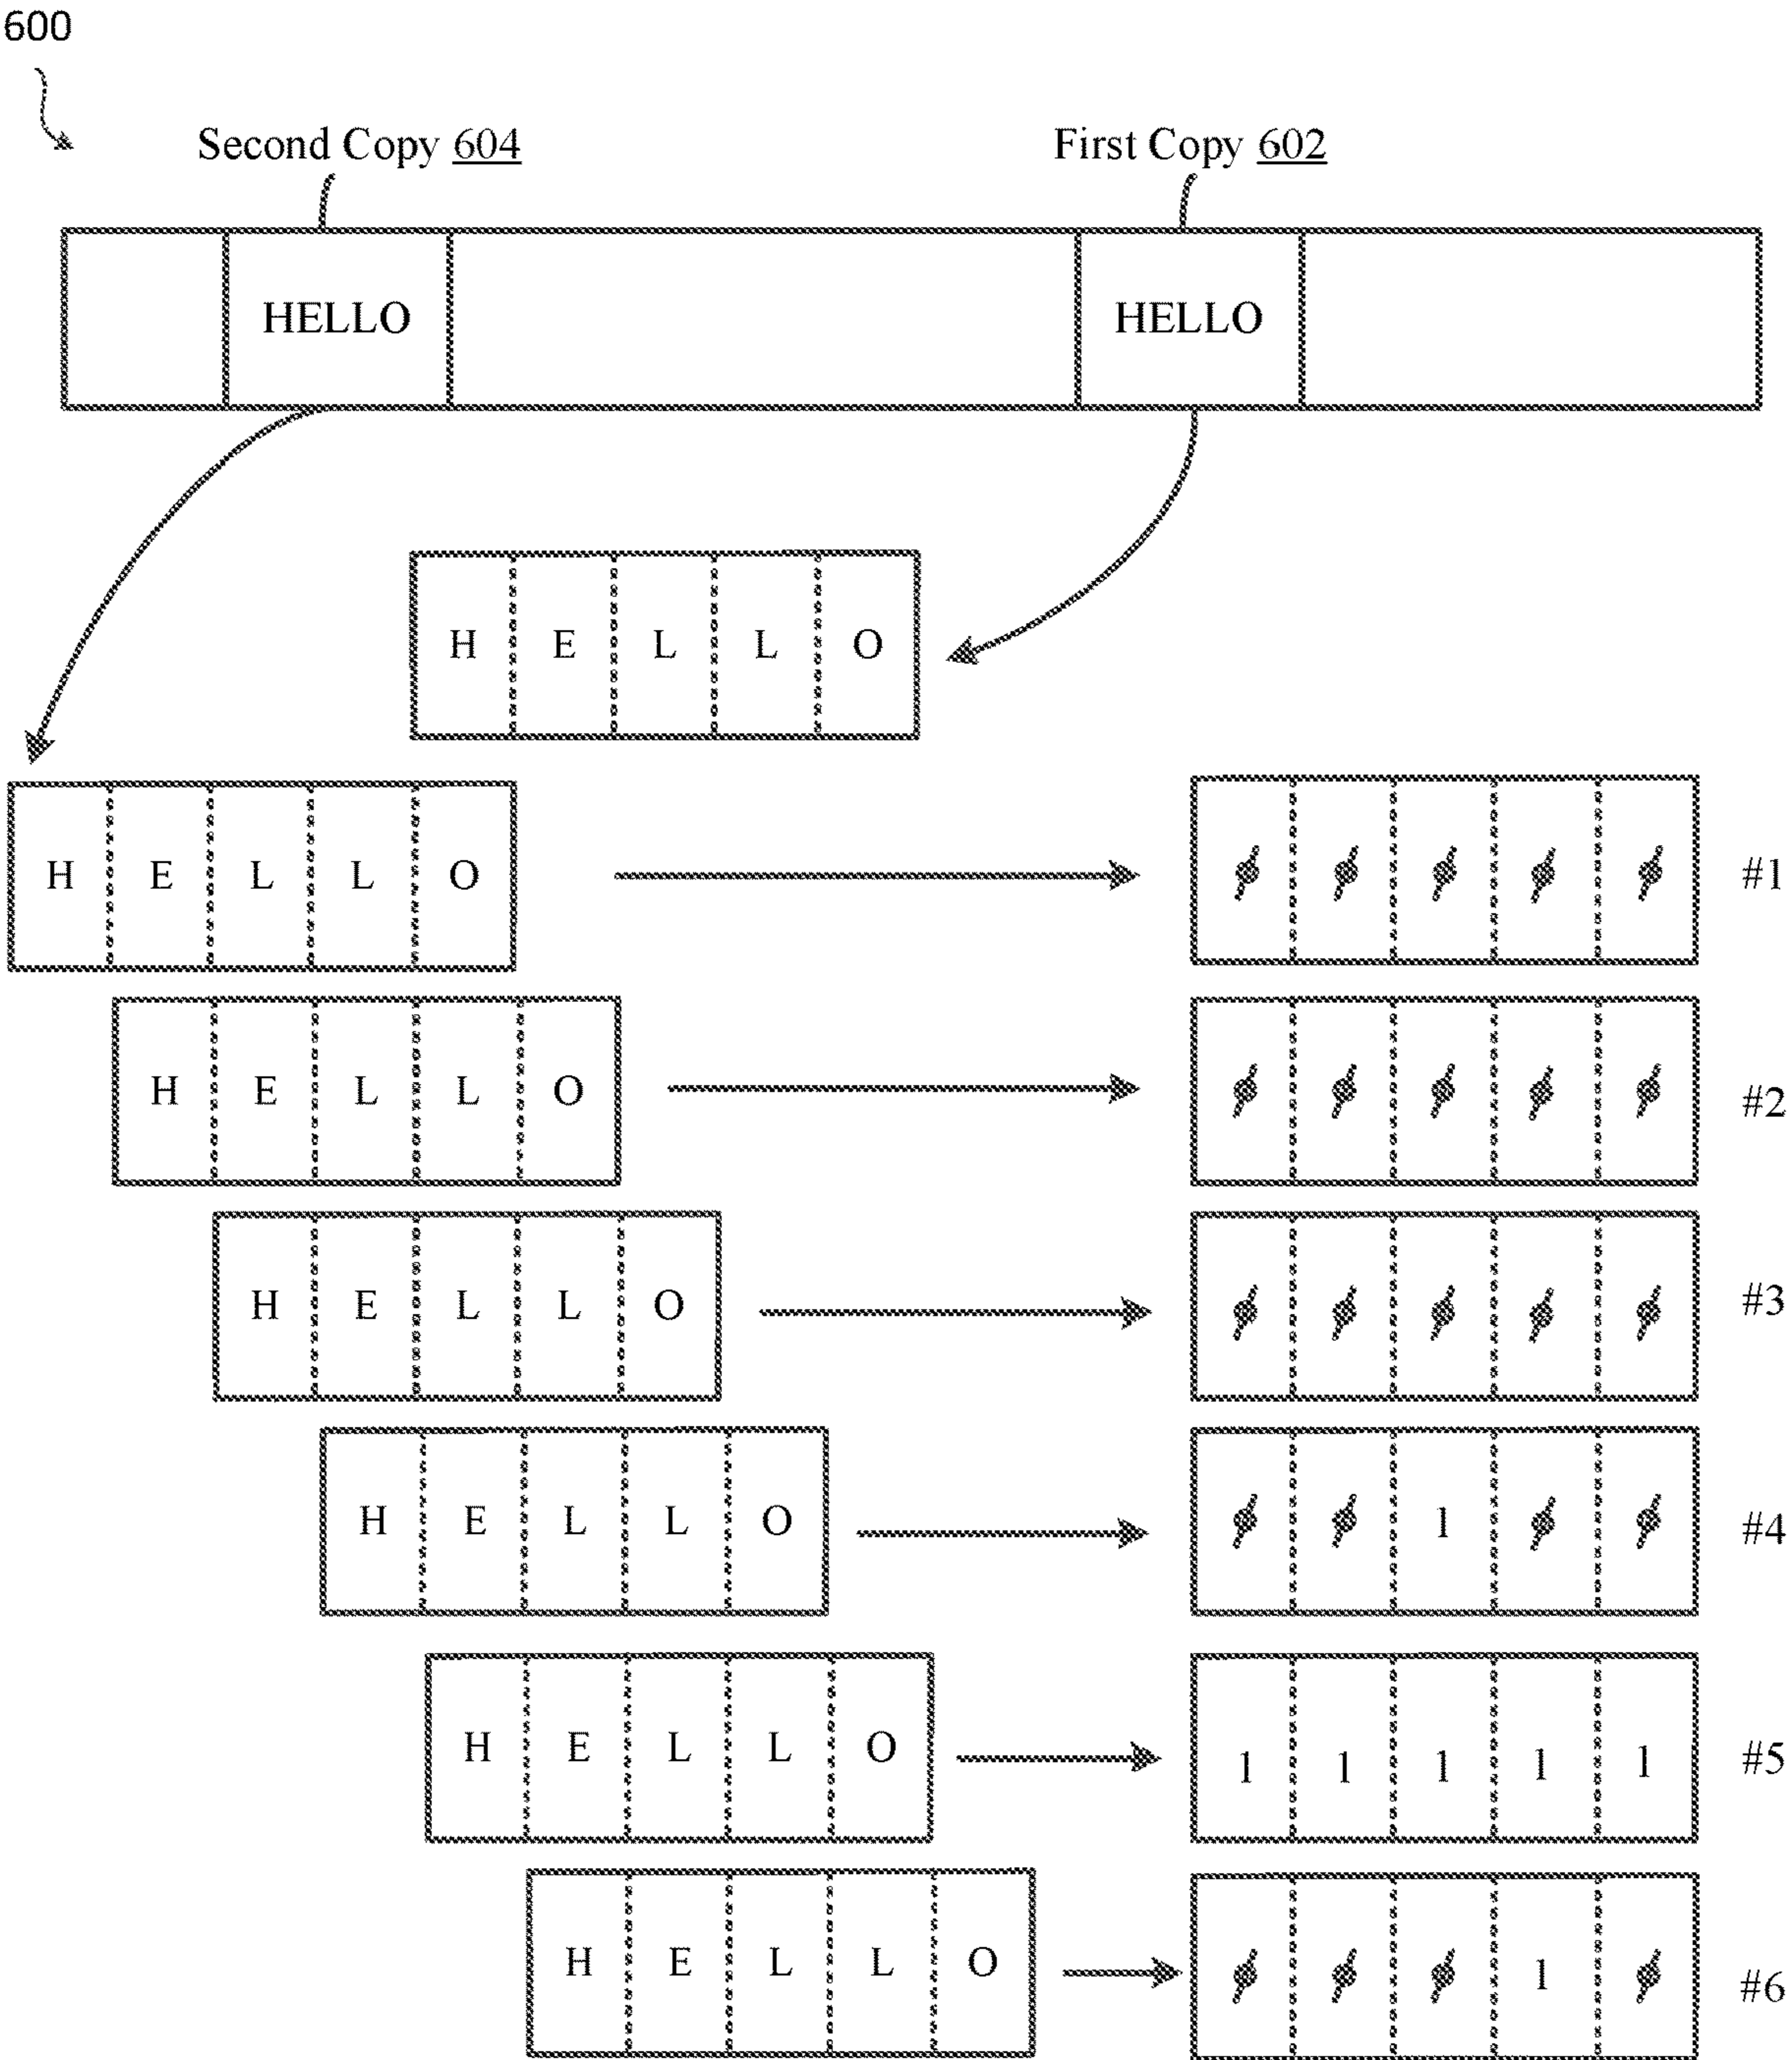 600
Second Copy 604 First Copy 602
HELLO HELLO
H E L L O
H E L L O ∅ ∅ ∅ ∅ ∅ #1
H E L L O ∅ ∅ ∅ ∅ ∅ #2
H E L L O ∅ ∅ ∅ ∅ ∅ #3
H E L L O ∅ ∅ 1 ∅ ∅ #4
H E L L O 1 1 1 1 1 #5
H E L L O ∅ ∅ ∅ 1 ∅ #6